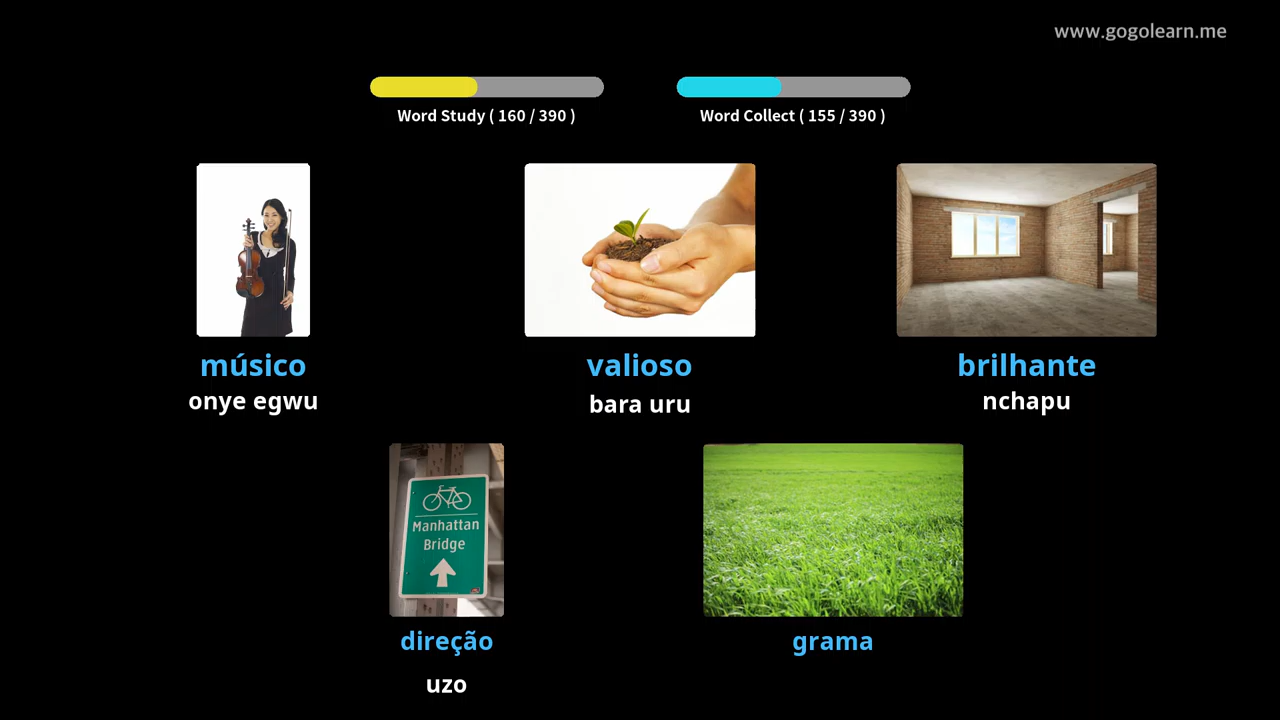 www.gogolearn.me
Word Study ( 160 / 390 )
Word Collect ( 155 / 390 )
músico
valioso
brilhante
onye egwu
bara uru
nchapu
Manhattan
Bridge
direção
grama
uzo